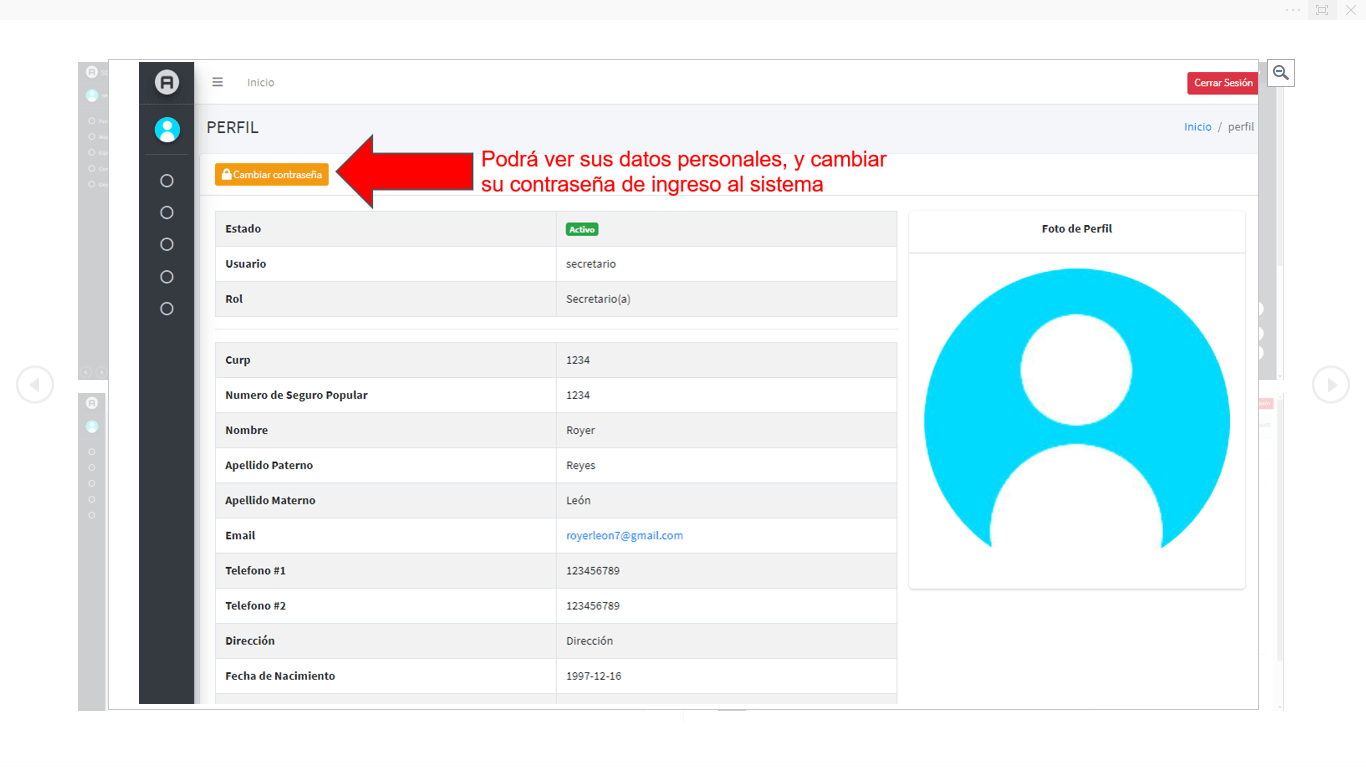 Inicio
Cerrar Sesión
PERFIL
Inicio / perfil
Cambiar contraseña
Podrá ver sus datos personales, y cambiar
su contraseña de ingreso al sistema
Estado Activo
Usuario secretario
Rol Secretario(a)
Foto de Perfil
Curp 1234
Numero de Seguro Popular 1234
Nombre Royer
Apellido Paterno Reyes
Apellido Materno León
Email royerleon7@gmail.com
Telefono #1 123456789
Telefono #2 123456789
Dirección Dirección
Fecha de Nacimiento 1997-12-16